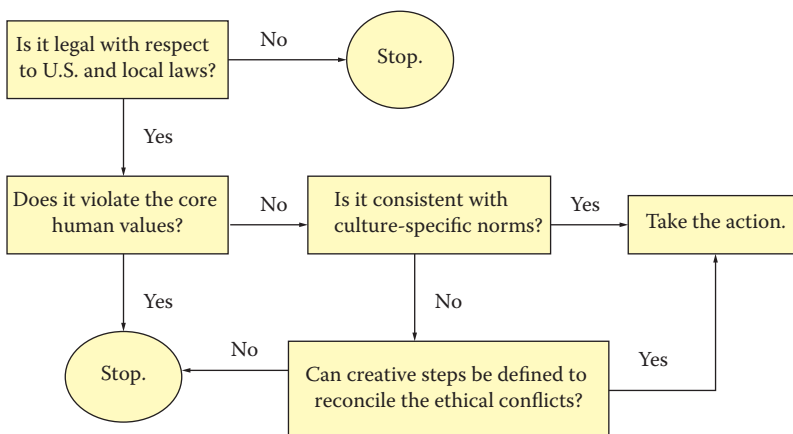 Is it legal with respect
to U.S. and local laws?
No
Stop.
Yes
Does it violate the core
human values?
No
Is it consistent with
culture-specific norms?
Yes
Take the action.
Yes
No
Stop.
No
Can creative steps be defined to
reconcile the ethical conflicts?
Yes